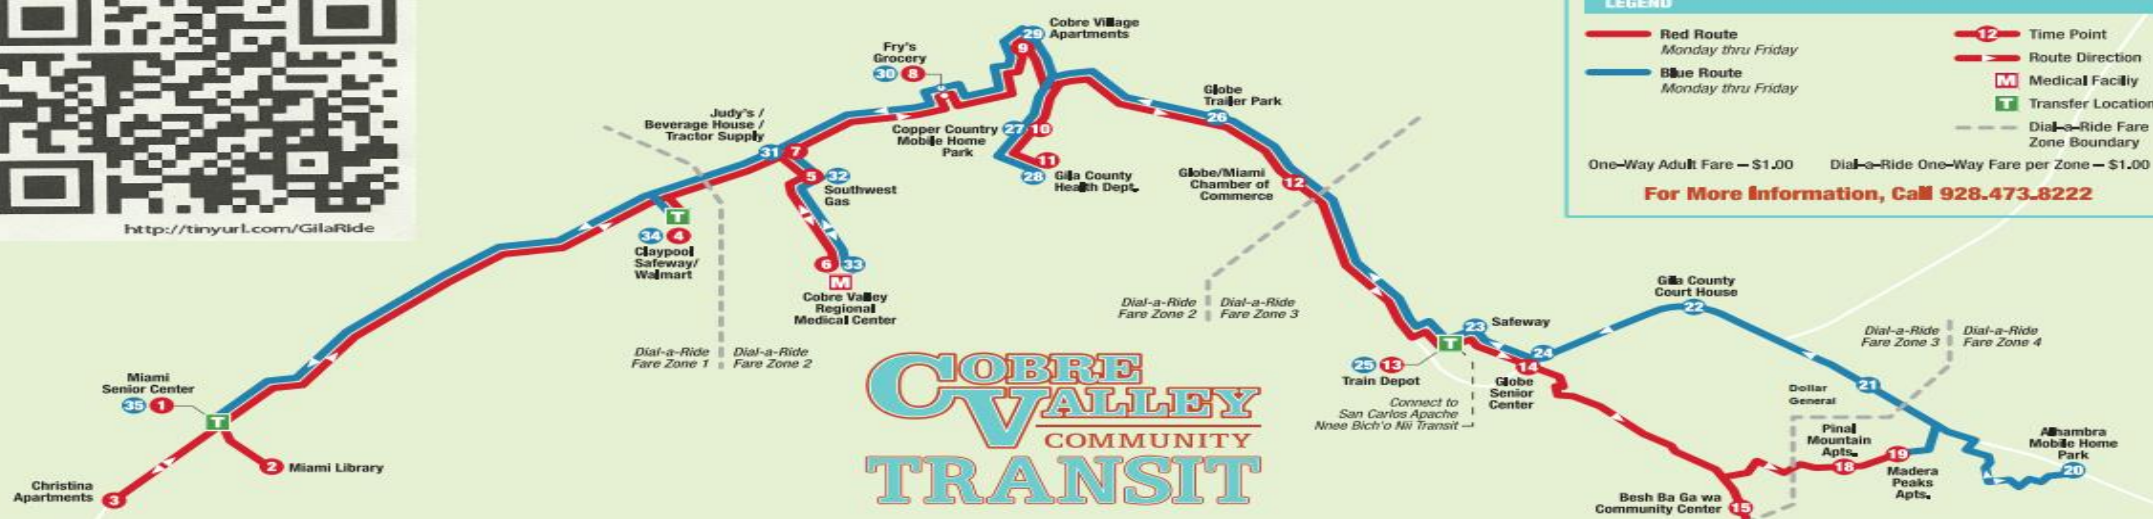 http://tinyurl.com/GilaRide
LEGEND
Red Route
Monday thru Friday
Blue Route
Monday thru Friday
12 Time Point
Route Direction
M Medical Faciliy
T Transfer Location
Dial-a-Ride Fare
Zone Boundary
One-Way Adult Fare – $1.00
Dial-a-Ride One-Way Fare per Zone – $1.00
For More Information, Call 928.473.8222
29 Cobre Village
Apartments
9
Fry's
Grocery
30 8
Judy's /
Beverage House /
Tractor Supply
31 7
Copper Country
Mobile Home
Park
27 10
11
28 Gila County
Health Dept.
Globe
Trailer Park
26
Globe/Miami
Chamber of
Commerce
12
5 32
Southwest
Gas
T
34 4
Claypool
Safeway/
Walmart
6 33
M
Cobre Valley
Regional
Medical Center
Dial-a-Ride
Fare Zone 1
Dial-a-Ride
Fare Zone 2
Dial-a-Ride
Fare Zone 2
Dial-a-Ride
Fare Zone 3
Gila County
Court House
22
23 Safeway
24
T
25 13
Train Depot
14
Globe
Senior
Center
Connect to
San Carlos Apache
Nnee Bich'o Nii Transit
Dial-a-Ride
Fare Zone 3
Dial-a-Ride
Fare Zone 4
Dollar
General
21
Pinal
Mountain
Apts.
18
19
Madera
Peaks
Apts.
Alhambra
Mobile Home
Park
20
Besh Ba Ga wa
Community Center 15
Miami
Senior Center
35 1
T
2 Miami Library
Christina
Apartments 3
COBRE
VALLEY
COMMUNITY
TRANSIT